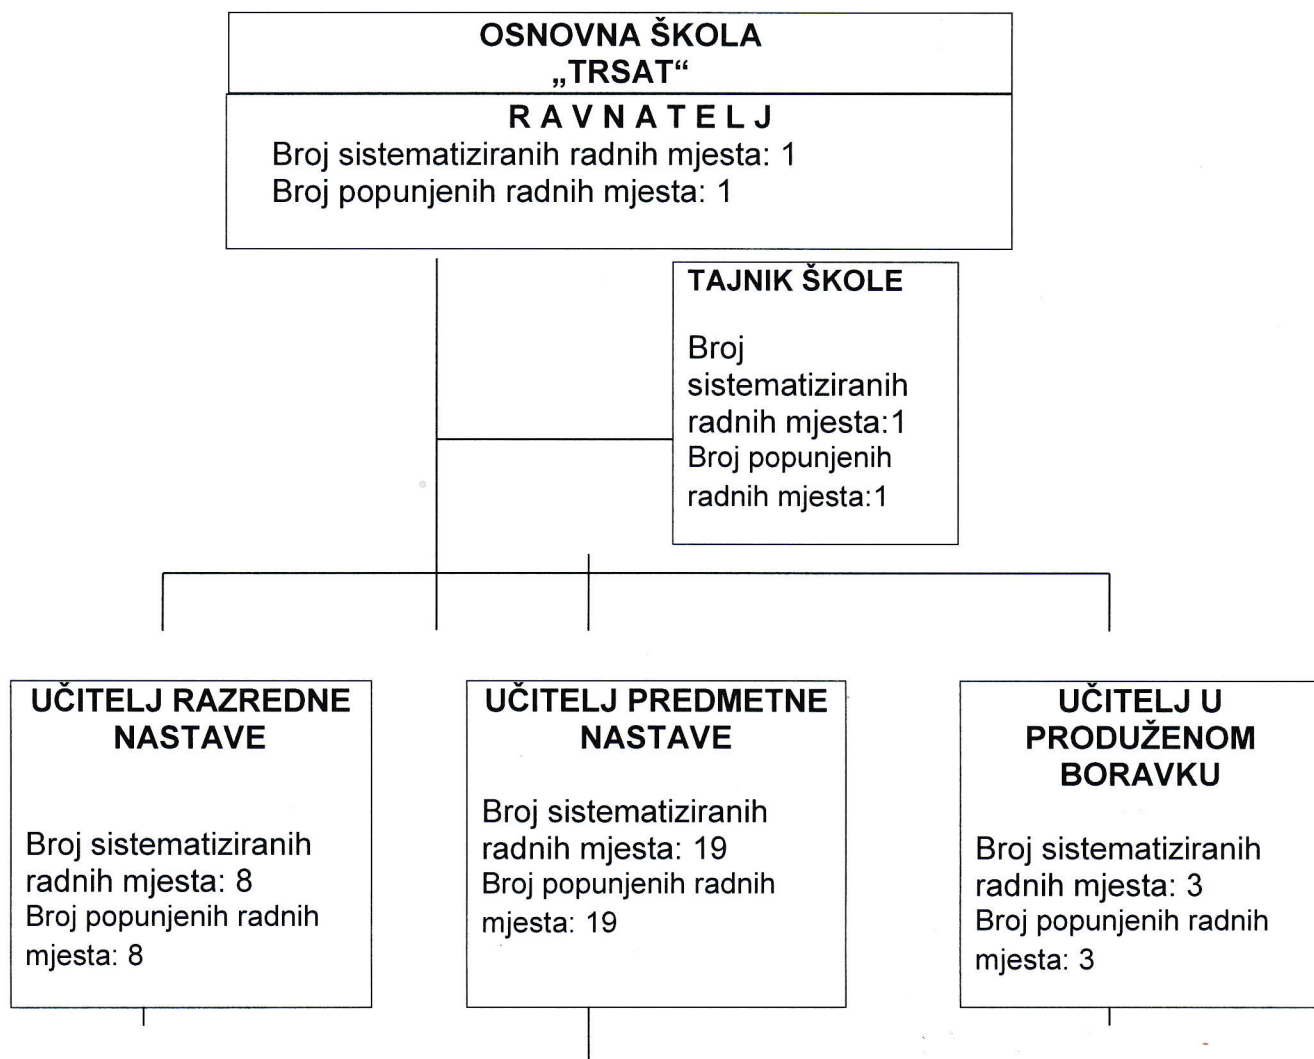 OSNOVNA ŠKOLA
„TRSAT“
R A V N A T E L J
Broj sistematiziranih radnih mjesta: 1
Broj popunjenih radnih mjesta: 1
TAJNIK ŠKOLE
Broj
sistematiziranih
radnih mjesta:1
Broj popunjenih
radnih mjesta:1
UČITELJ RAZREDNE
NASTAVE
Broj sistematiziranih
radnih mjesta: 8
Broj popunjenih radnih
mjesta: 8
UČITELJ PREDMETNE
NASTAVE
Broj sistematiziranih
radnih mjesta: 19
Broj popunjenih radnih
mjesta: 19
UČITELJ U
PRODUŽENOM
BORAVKU
Broj sistematiziranih
radnih mjesta: 3
Broj popunjenih radnih
mjesta: 3